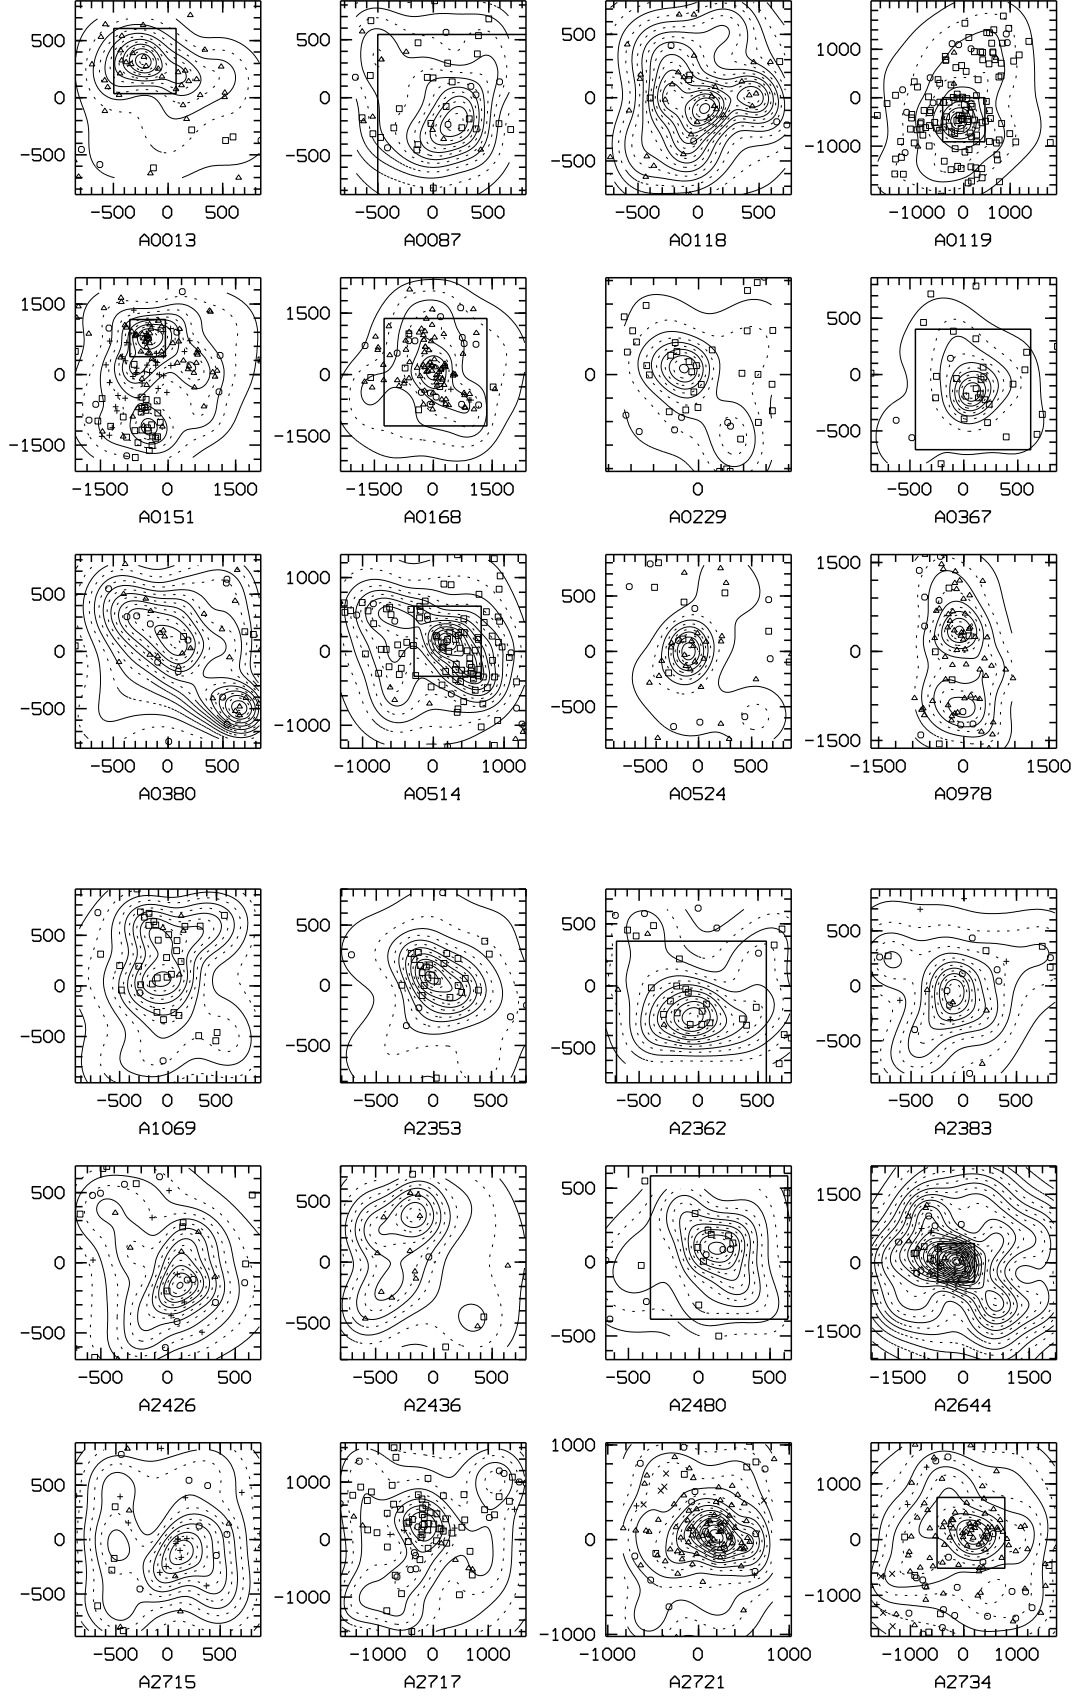 500 500 500 1000
0 0 0 0
−500 −500 −500 −1000
−500 0 500 −500 0 500 −500 0 500 −1000 0 1000
A0013 A0087 A0118 A0119
1500 1500 500
0 0 0 0
−1500 −1500 −500
−1500 0 1500 −1500 0 1500 0 −500 0 500
A0151 A0168 A0229 A0367
500 1000 500 1500
0 0 0 0
−500 −1000 −500 −1500
−500 0 500 −1000 0 1000 −500 0 500 −1500 0 1500
A0380 A0514 A0524 A0978
500 500 500 500
0 0 0 0
−500 −500 −500 −500
−500 0 500 −500 0 500 −500 0 500 −500 0 500
A1069 A2353 A2362 A2383
500 500 500 1500
0 0 0 0
−500 −500 −500 −1500
−500 0 500 −500 0 500 −500 0 500 −1500 0 1500
A2426 A2436 A2480 A2644
500 1000 1000 1000
0 0 0 0
−500 −1000 −1000 −1000
−500 0 500 −1000 0 1000 −1000 0 1000 −1000 0 1000
A2715 A2717 A2721 A2734